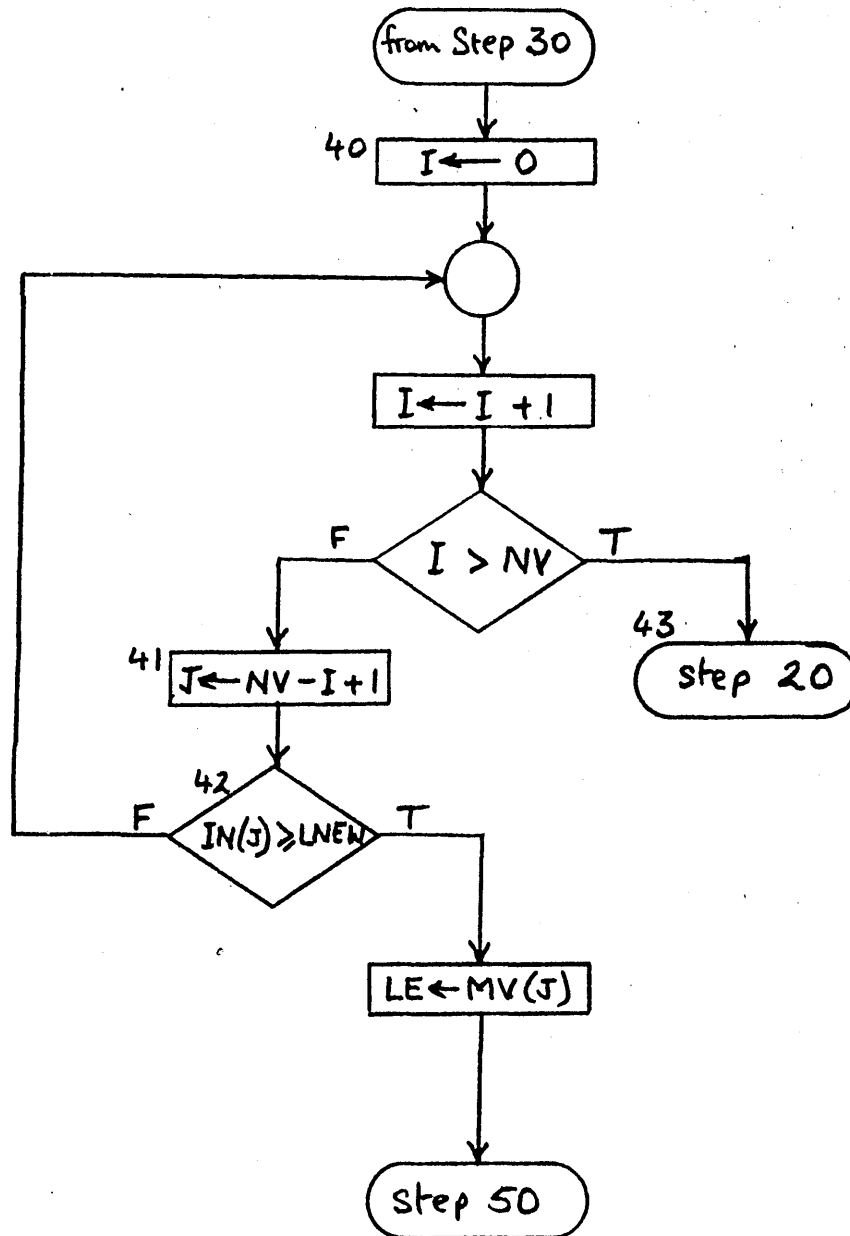 from Step 30
40
I ← 0
I ← I + 1
I > NV
F
T
41
J ← NV - I + 1
43
step 20
42
IN(J) ⩾ LNEW
F
T
LE ← MV(J)
step 50